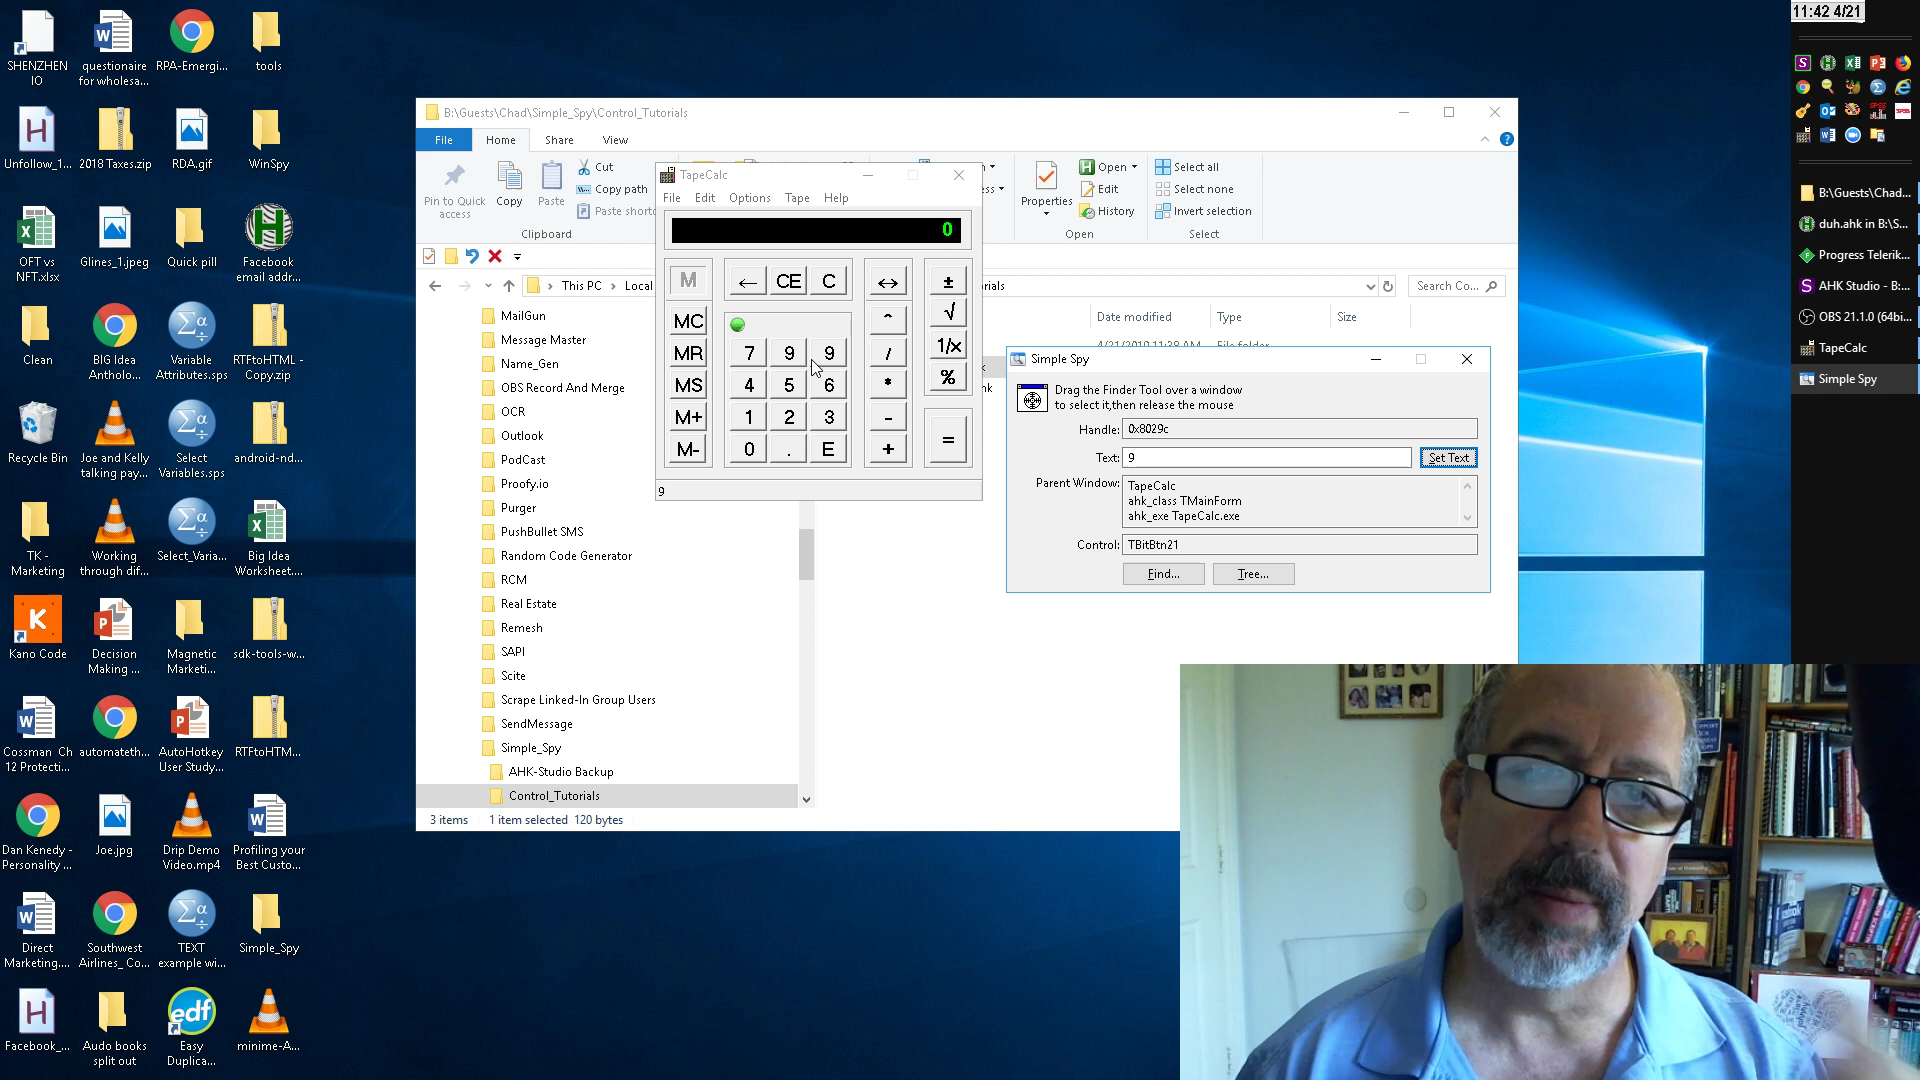 SHENZHEN
IO
questionaire
for wholesa...
RPA-Emergi...
tools
Unfollow_1...
2018 Taxes.zip
RDA.gif
WinSpy
OFT vs
NFT.xlsx
Glines_1.jpeg
Quick pill
Facebook
email addr...
Clean
BIG Idea
Antholo...
Variable
Attributes.sps
RTFtoHTML -
Copy.zip
Recycle Bin
Joe and Kelly
talking pay...
Select
Variables.sps
android-nd...
TK -
Marketing
Working
through dif...
Select_Varia...
Big Idea
Worksheet....
Kano Code
Decision
Making ...
Magnetic
Marketi...
sdk-tools-w...
Cossman Ch
12 Protecti...
automateth...
AutoHotkey
User Study...
RTFtoHTM...
Dan Kenedy -
Personality ...
Joe.jpg
Drip Demo
Video.mp4
Profiling your
Best Custo...
Direct
Marketing....
Southwest
Airlines_ Co...
TEXT
example wi...
Simple_Spy
Facebook_...
Audo books
split out
edf
Easy
Duplica...
minime-A...
B:\Guests\Chad\Simple_Spy\Control_Tutorials
File Home Share View
Pin to Quick
access
Copy
Paste
Cut
Copy path
Paste shortc
Clipboard
Properties
Open
Edit
History
Open
Select all
Select none
Invert selection
Select
This PC
Local
Search Co...
Date modified
Type
Size
MailGun
Message Master
Name_Gen
OBS Record And Merge
OCR
Outlook
PodCast
Proofy.io
Purger
PushBullet SMS
Random Code Generator
RCM
Real Estate
Remesh
SAPI
Scite
Scrape Linked-In Group Users
SendMessage
Simple_Spy
AHK-Studio Backup
Control_Tutorials
3 items 1 item selected 120 bytes
TapeCalc
File Edit Options Tape Help
0
M ← CE C ↔ ±
MC ^ √
MR 7 9 9 / 1/x
MS 4 5 6 * %
M+ 1 2 3 -
M- 0 . E + =
9
Simple Spy
Drag the Finder Tool over a window
to select it,then release the mouse
Handle: 0x8029c
Text: 9 Set Text
Parent Window: TapeCalc
ahk_class TMainForm
ahk_exe TapeCalc.exe
Control: TBitBtn21
Find... Tree...
11:42 4/21
B:\Guests\Chad...
duh.ahk in B:\S...
Progress Telerik...
AHK Studio - B:...
OBS 21.1.0 (64bi...
TapeCalc
Simple Spy